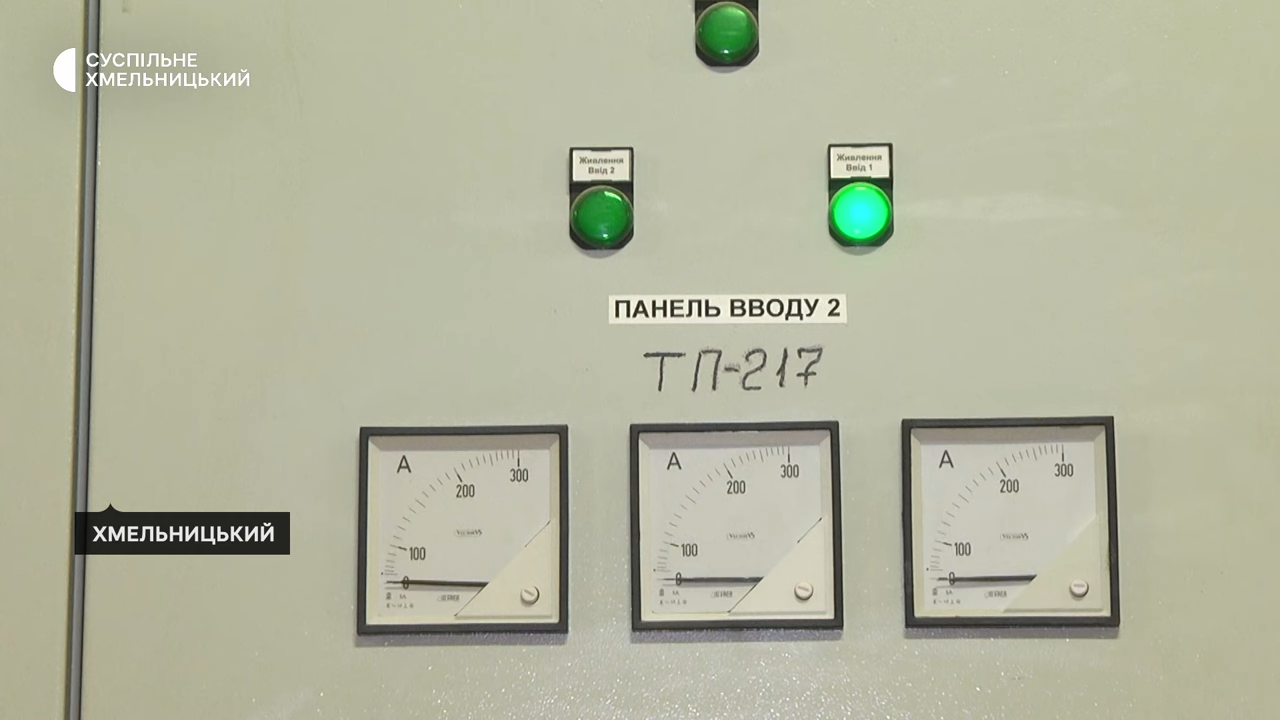 СУСПІЛЬНЕ
ХМЕЛЬНИЦЬКИЙ
Живлення
Ввід 2
Живлення
Ввід 1
ПАНЕЛЬ ВВОДУ 2
ТП-217
A
300
200
100
0
A
300
200
100
0
A
300
200
100
0
ХМЕЛЬНИЦЬКИЙ